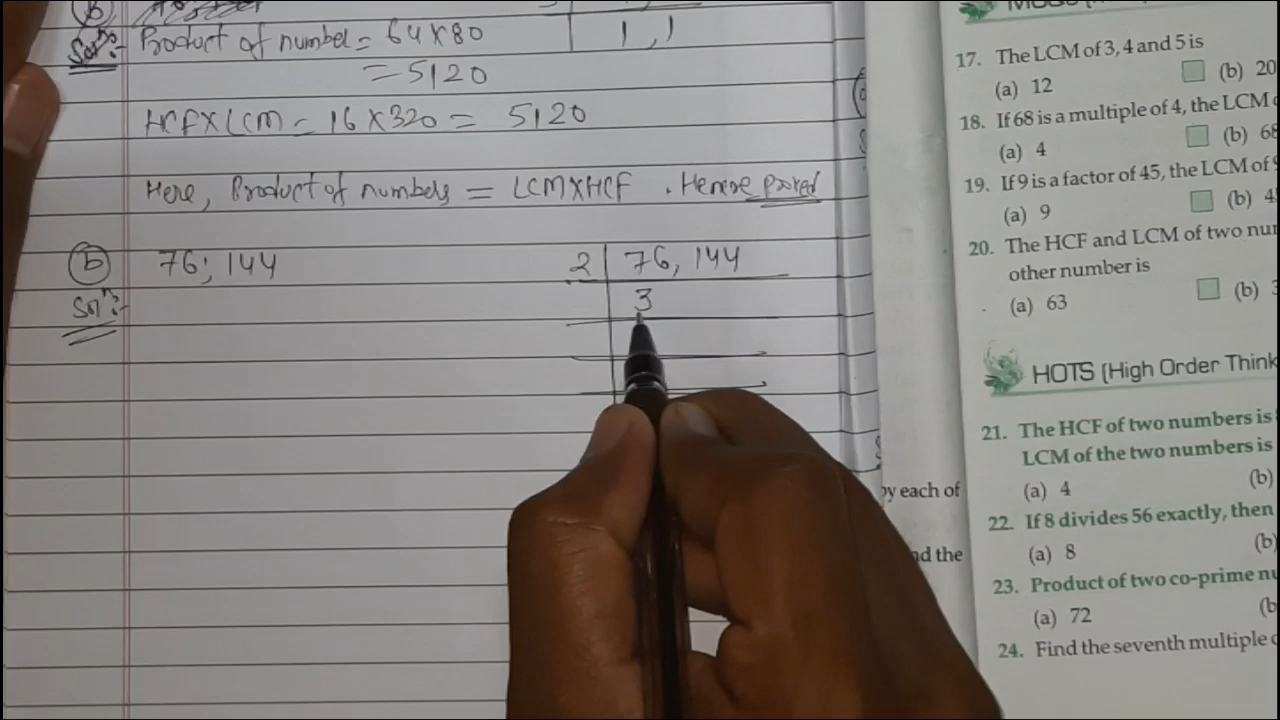 Product of number = 64 x 80
1, 1
= 5120
HCF x LCM = 16 x 320 = 5120
Here, Product of numbers = LCM x HCF . Hence proved
(b) 76, 144
Solⁿ:-
2 | 76, 144
3
17. The LCM of 3, 4 and 5 is
(a) 12 (b) 20
18. If 68 is a multiple of 4, the LCM
(a) 4 (b) 68
19. If 9 is a factor of 45, the LCM of
(a) 9 (b) 4
20. The HCF and LCM of two
other number is
(a) 63 (b) 3
HOTS (High Order Think
21. The HCF of two numbers is
LCM of the two numbers is
(a) 4 (b)
22. If 8 divides 56 exactly, then
(a) 8 (b)
23. Product of two co-prime
(a) 72 (b
24. Find the seventh multiple
by each of
nd the